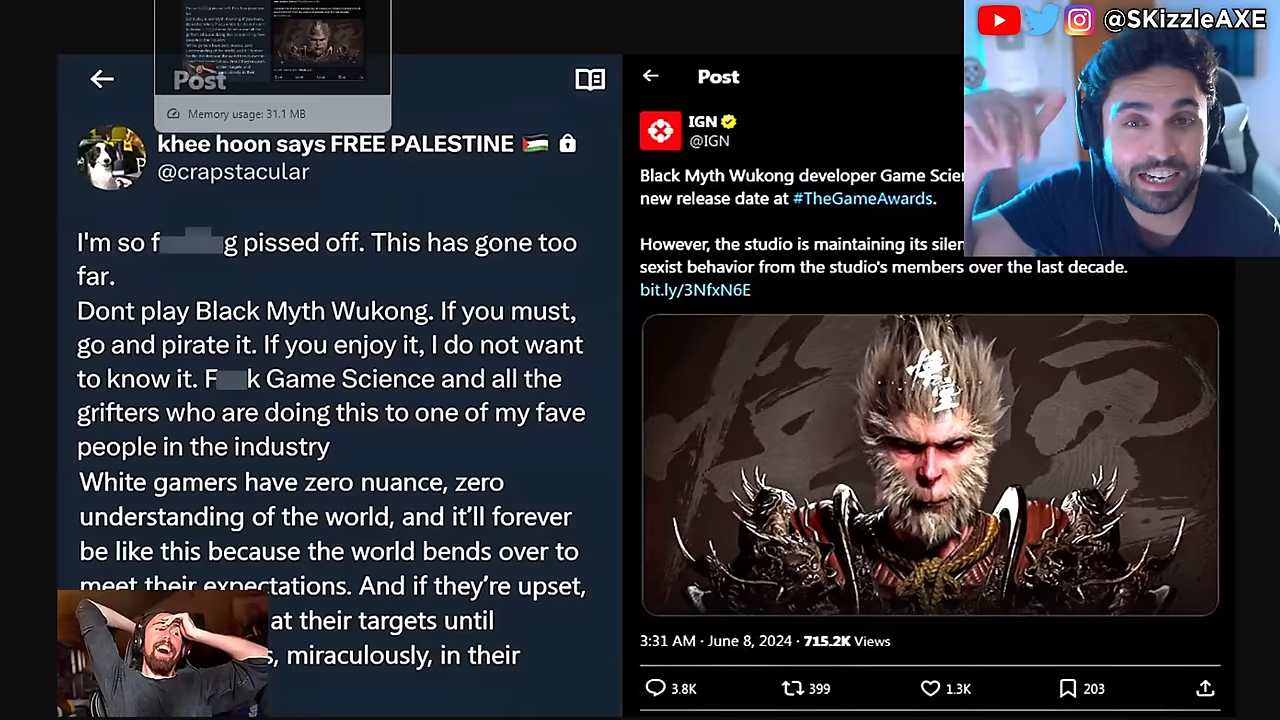 @SKizzleAXE
Post
Memory usage: 31.1 MB
khee hoon says FREE PALESTINE
@crapstacular
I'm so f g pissed off. This has gone too
far.
Dont play Black Myth Wukong. If you must,
go and pirate it. If you enjoy it, I do not want
to know it. F k Game Science and all the
grifters who are doing this to one of my fave
people in the industry
White gamers have zero nuance, zero
understanding of the world, and it’ll forever
be like this because the world bends over to
meet their expectations. And if they’re upset,
at their targets until
s, miraculously, in their
Post
IGN
@IGN
Black Myth Wukong developer Game Scien
new release date at #TheGameAwards.
However, the studio is maintaining its silen
sexist behavior from the studio's members over the last decade.
bit.ly/3NfxN6E
悟
空
3:31 AM · June 8, 2024 · 715.2K Views
3.8K 399 1.3K 203